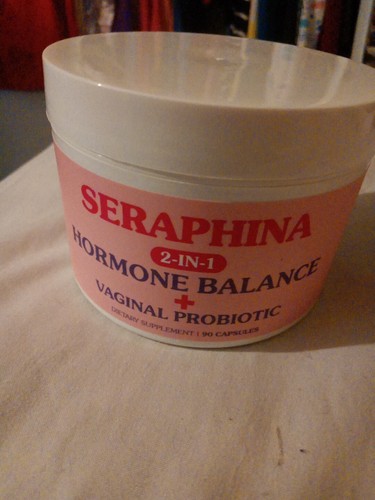 SERAPHINA
2-IN-1
HORMONE BALANCE
+
VAGINAL PROBIOTIC
DIETARY SUPPLEMENT | 90 CAPSULES